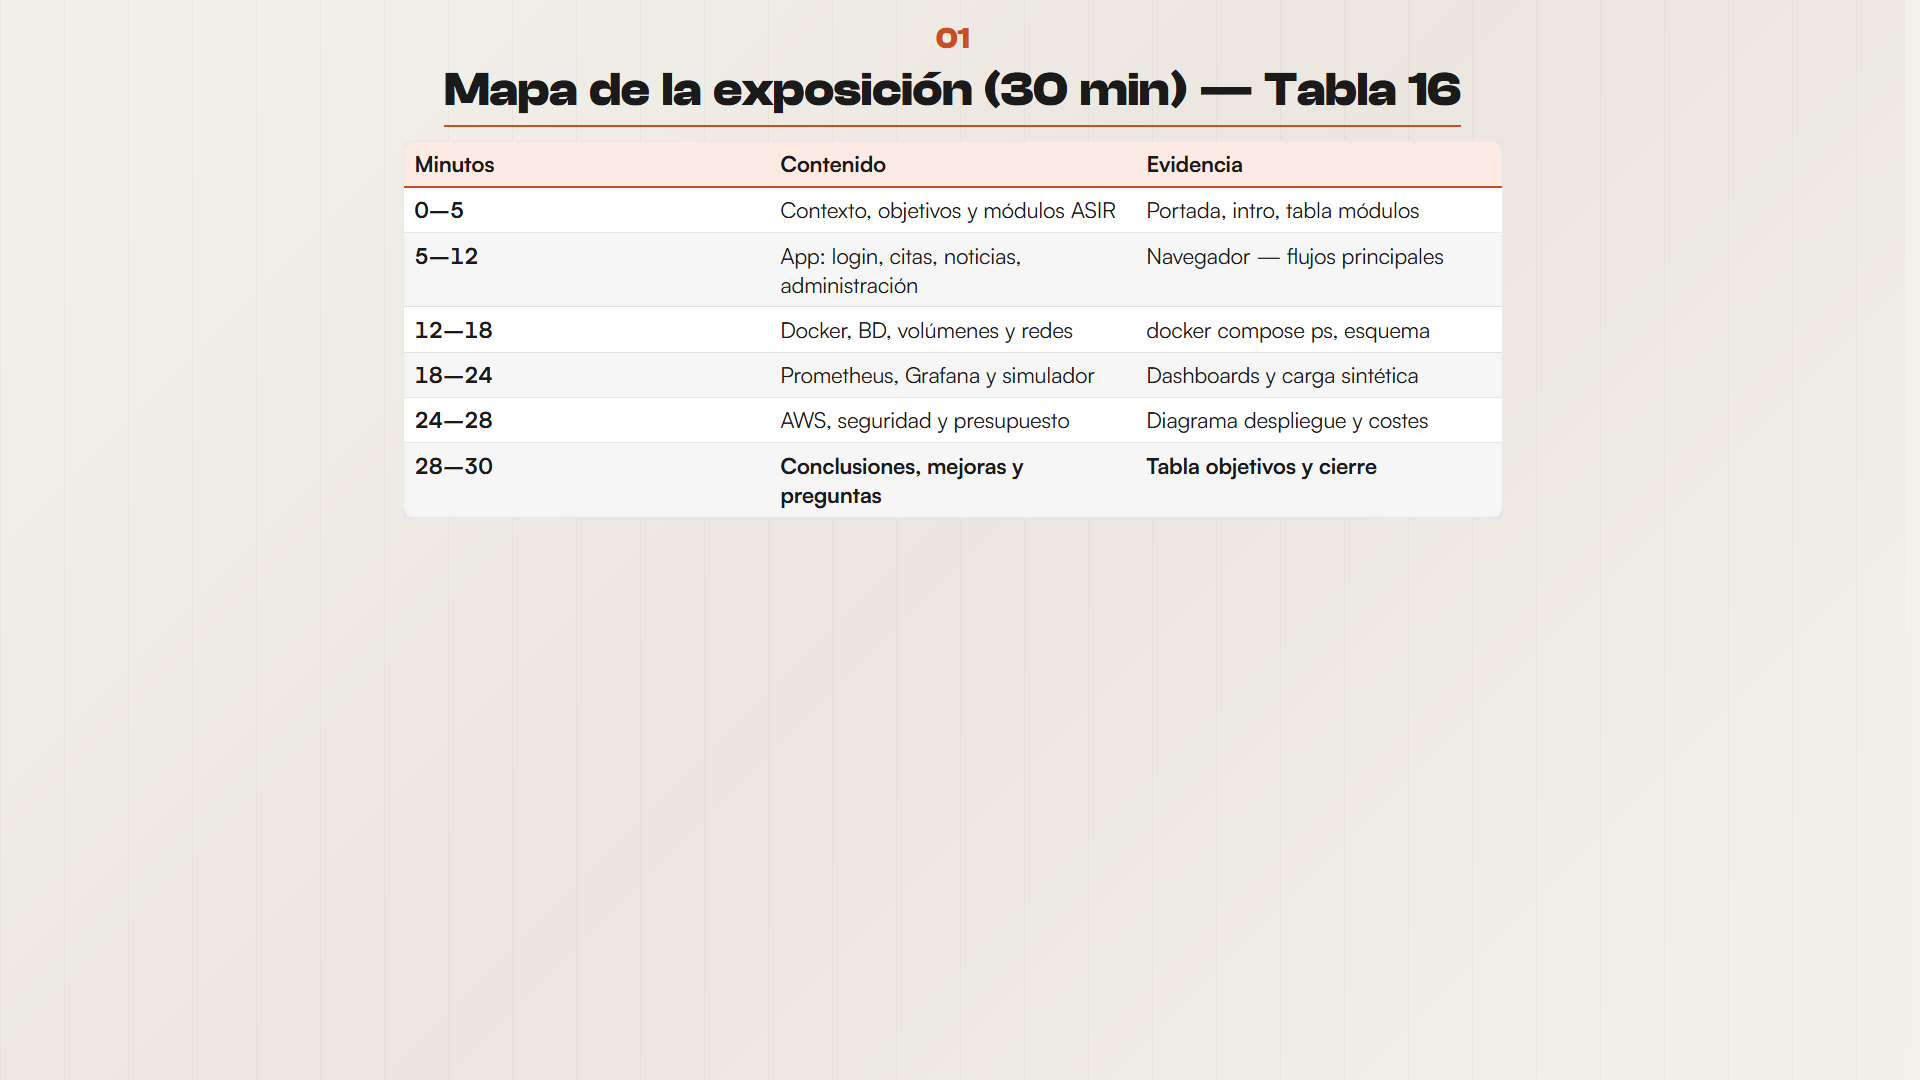 01
Mapa de la exposición (30 min) — Tabla 16
Minutos Contenido Evidencia
0—5 Contexto, objetivos y módulos ASIR Portada, intro, tabla módulos
5—12 App: login, citas, noticias, administración Navegador — flujos principales
12—18 Docker, BD, volúmenes y redes docker compose ps, esquema
18—24 Prometheus, Grafana y simulador Dashboards y carga sintética
24—28 AWS, seguridad y presupuesto Diagrama despliegue y costes
28—30 Conclusiones, mejoras y preguntas Tabla objetivos y cierre